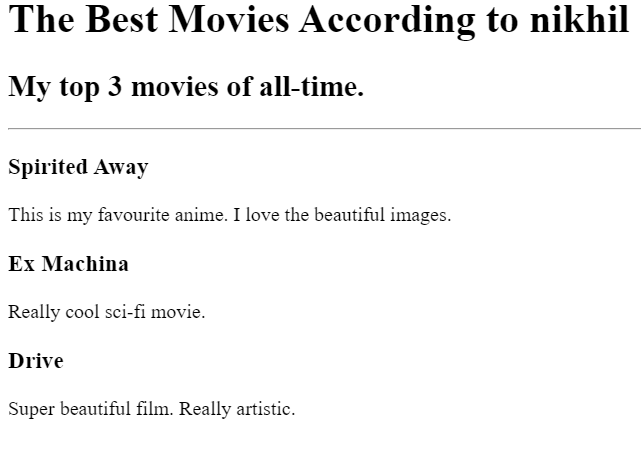 The Best Movies According to nikhil
My top 3 movies of all-time.
Spirited Away
This is my favourite anime. I love the beautiful images.
Ex Machina
Really cool sci-fi movie.
Drive
Super beautiful film. Really artistic.